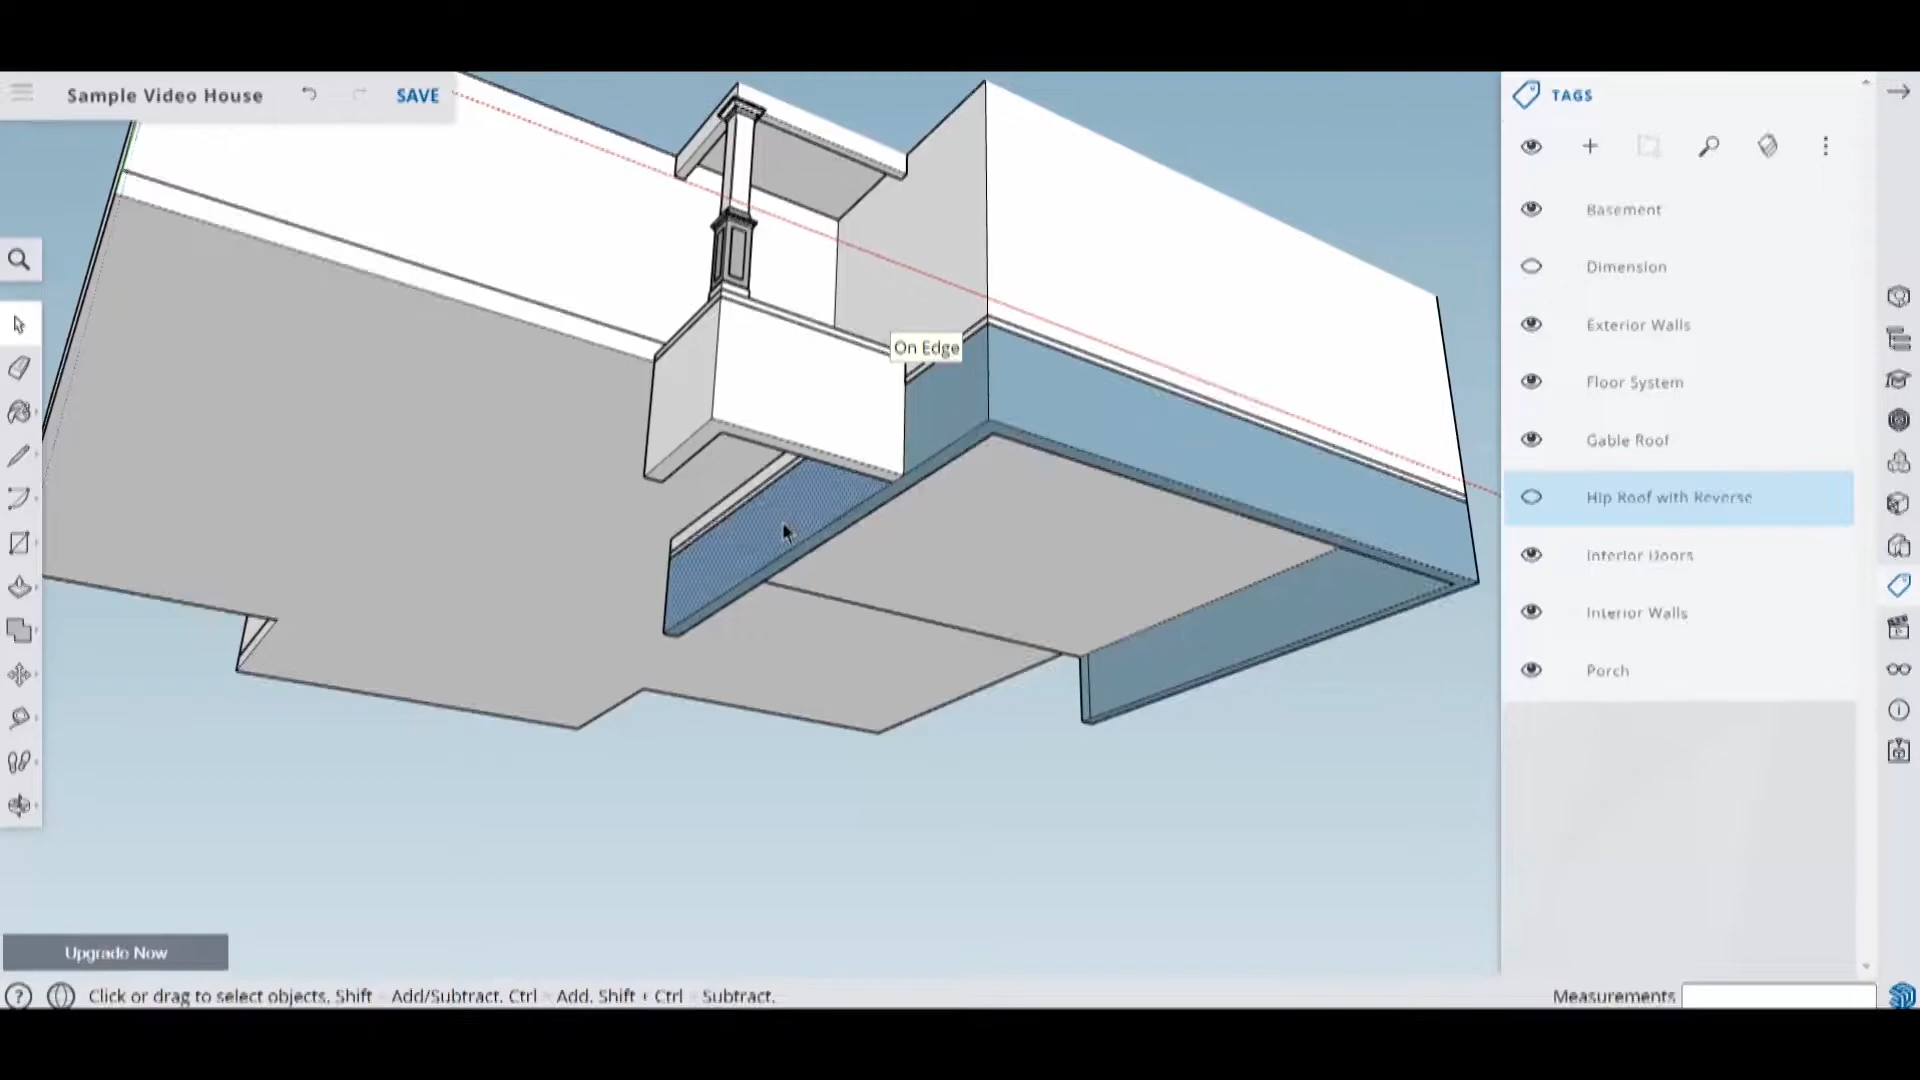 Sample Video House
SAVE
TAGS
Basement
Dimension
Exterior Walls
Floor System
Gable Roof
Hip Roof with Reverse
Interior Doors
Interior Walls
Porch
On Edge
Upgrade Now
Click or drag to select objects. Shift = Add/Subtract. Ctrl = Add. Shift + Ctrl = Subtract.
Measurements